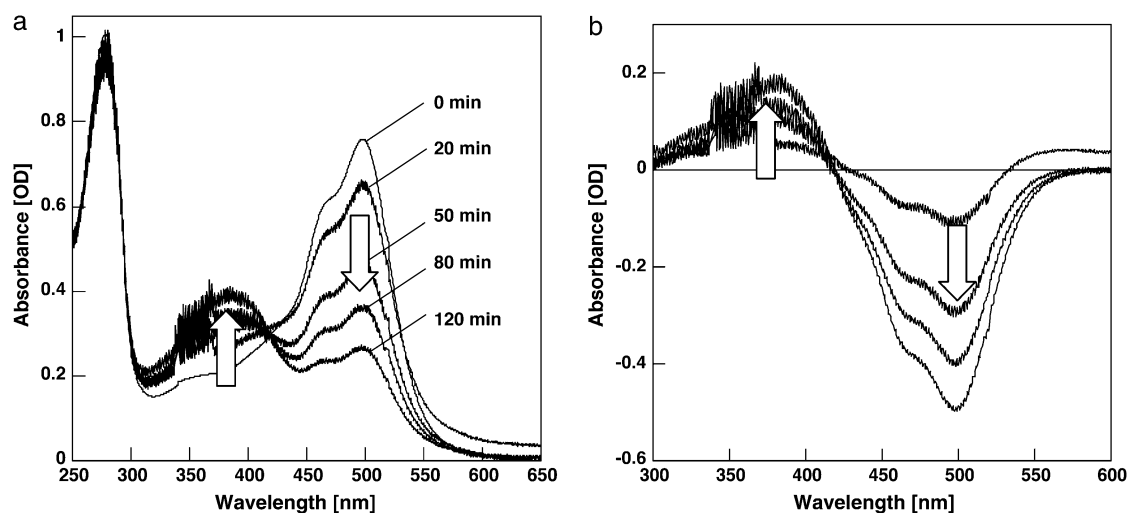 a
1
0.8
0.6
0.4
0.2
0
250 300 350 400 450 500 550 600 650
Absorbance [OD]
Wavelength [nm]
0 min
20 min
50 min
80 min
120 min
b
0.2
0
-0.2
-0.4
-0.6
300 350 400 450 500 550 600
Absorbance [OD]
Wavelength [nm]